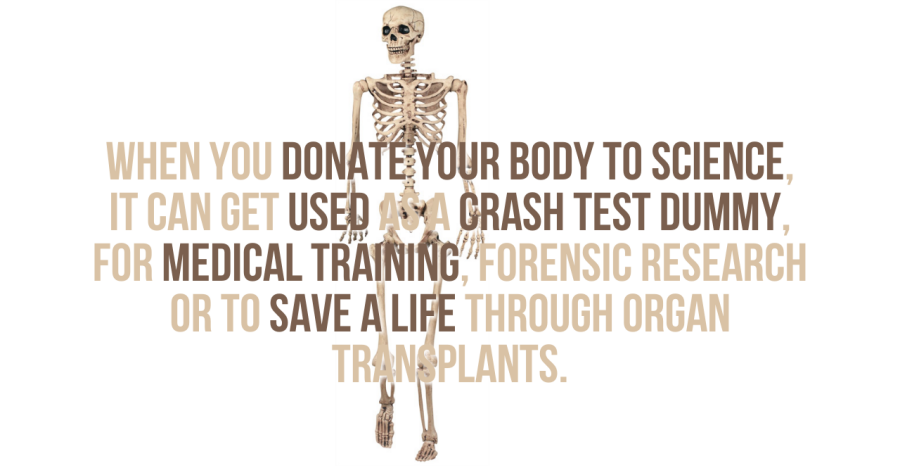 WHEN YOU DONATE YOUR BODY TO SCIENCE,
IT CAN GET USED AS A CRASH TEST DUMMY,
FOR MEDICAL TRAINING, FORENSIC RESEARCH
OR TO SAVE A LIFE THROUGH ORGAN
TRANSPLANTS.